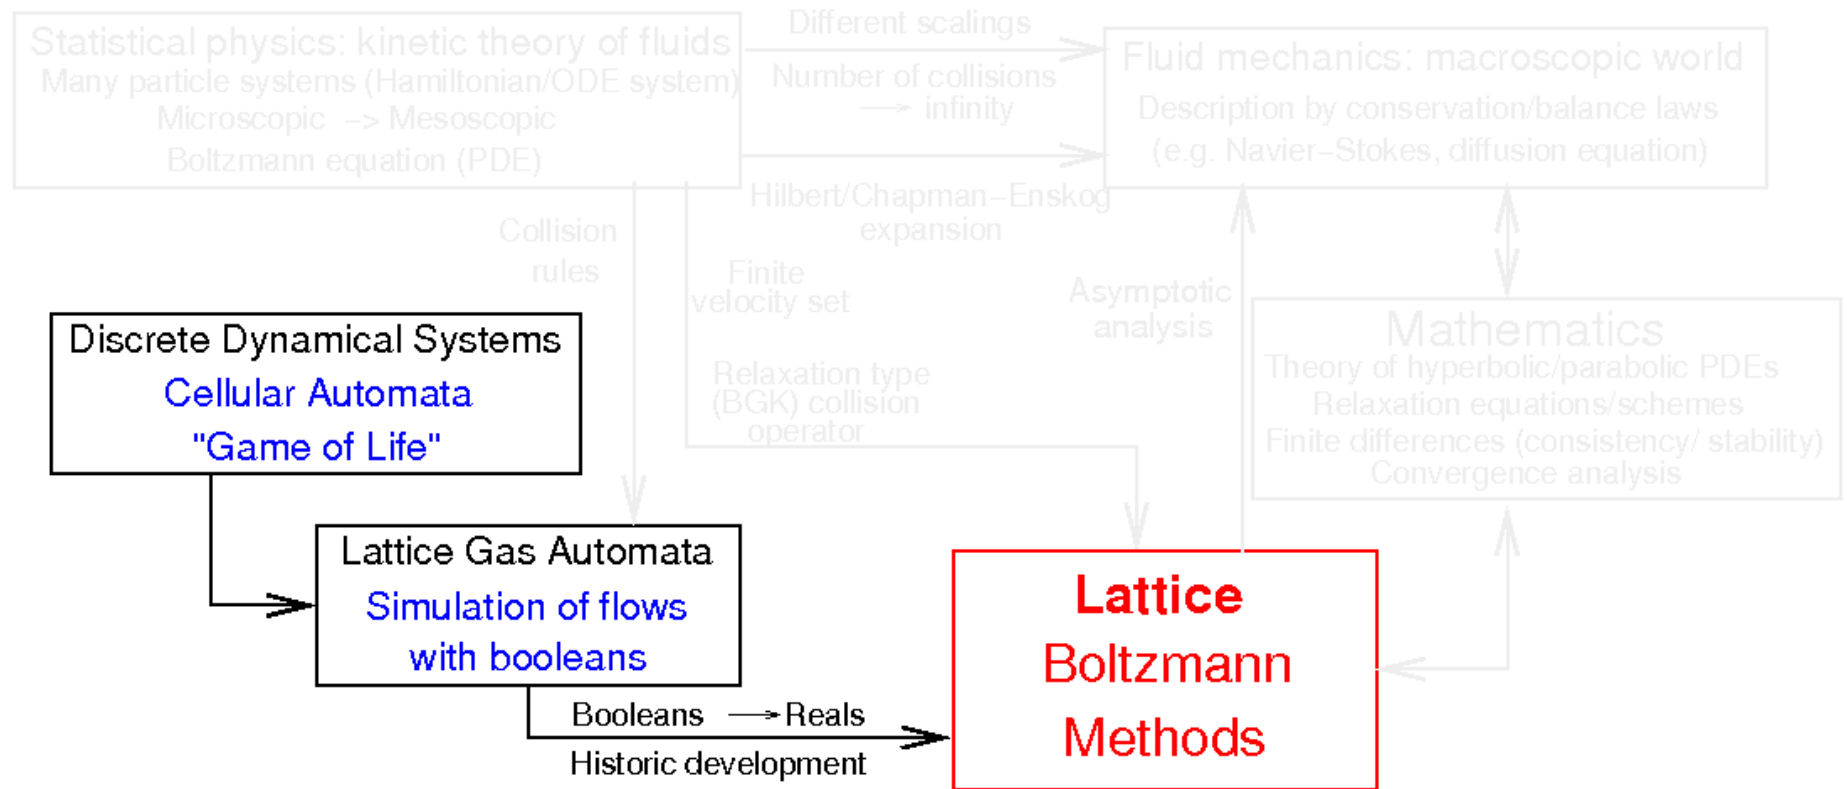 Statistical physics: kinetic theory of fluids
Many particle systems (Hamiltonian/ODE system)
Microscopic −> Mesoscopic
Boltzmann equation (PDE)
Different scalings
Number of collisions
⟶ infinity
Hilbert/Chapman−Enskog
expansion
Fluid mechanics: macroscopic world
Description by conservation/balance laws
(e.g. Navier−Stokes, diffusion equation)
Collision
rules
Finite
velocity set
Relaxation type
(BGK) collision
operator
Asymptotic
analysis
Mathematics
Theory of hyperbolic/parabolic PDEs
Relaxation equations/schemes
Finite differences (consistency/ stability)
Convergence analysis
Discrete Dynamical Systems
Cellular Automata
"Game of Life"
Lattice Gas Automata
Simulation of flows
with booleans
Booleans ⟶ Reals
Historic development
Lattice
Boltzmann
Methods